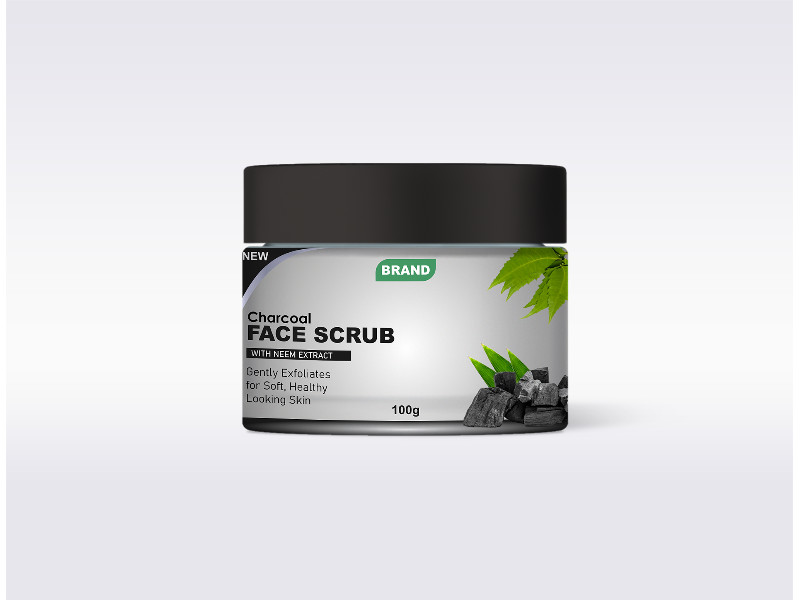 NEW
BRAND
Charcoal
FACE SCRUB
WITH NEEM EXTRACT
Gently Exfoliates
for Soft, Healthy
Looking Skin
100g